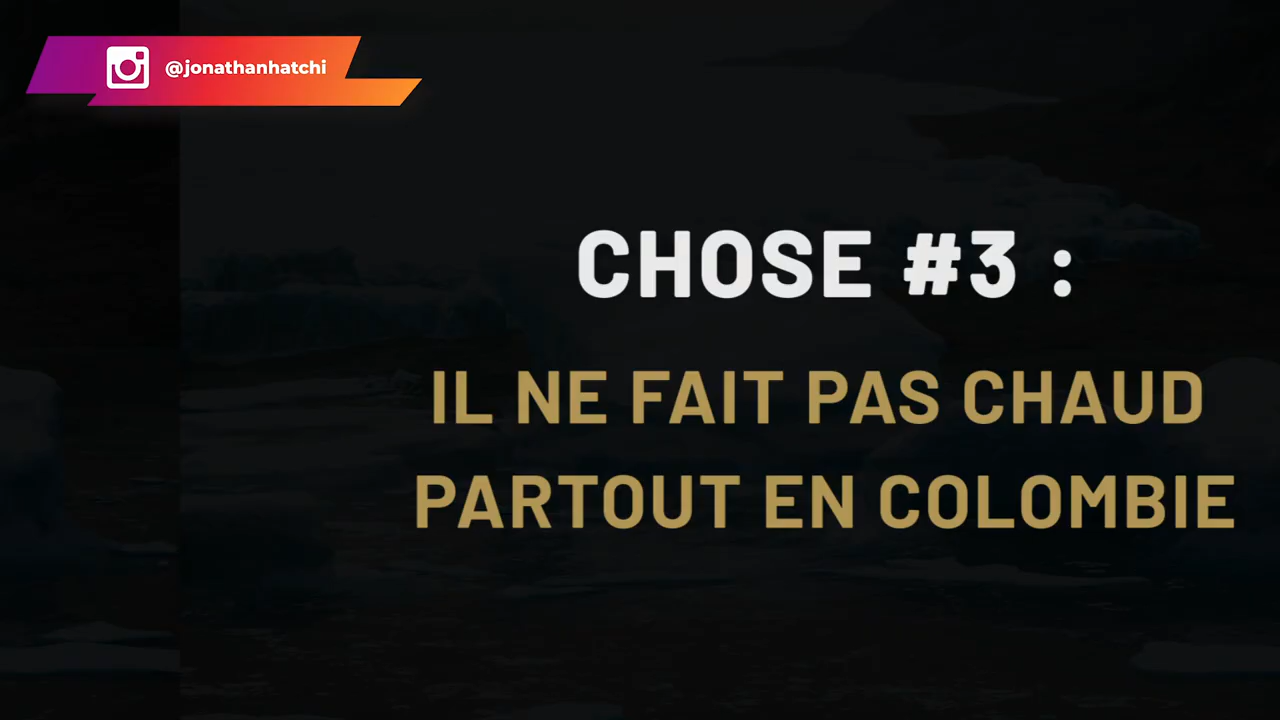 @jonathanhatchi
CHOSE #3 :
IL NE FAIT PAS CHAUD
PARTOUT EN COLOMBIE